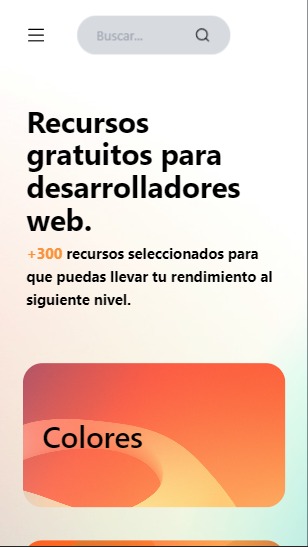 Buscar...
Recursos
gratuitos para
desarrolladores
web.
+300 recursos seleccionados para
que puedas llevar tu rendimiento al
siguiente nivel.
Colores